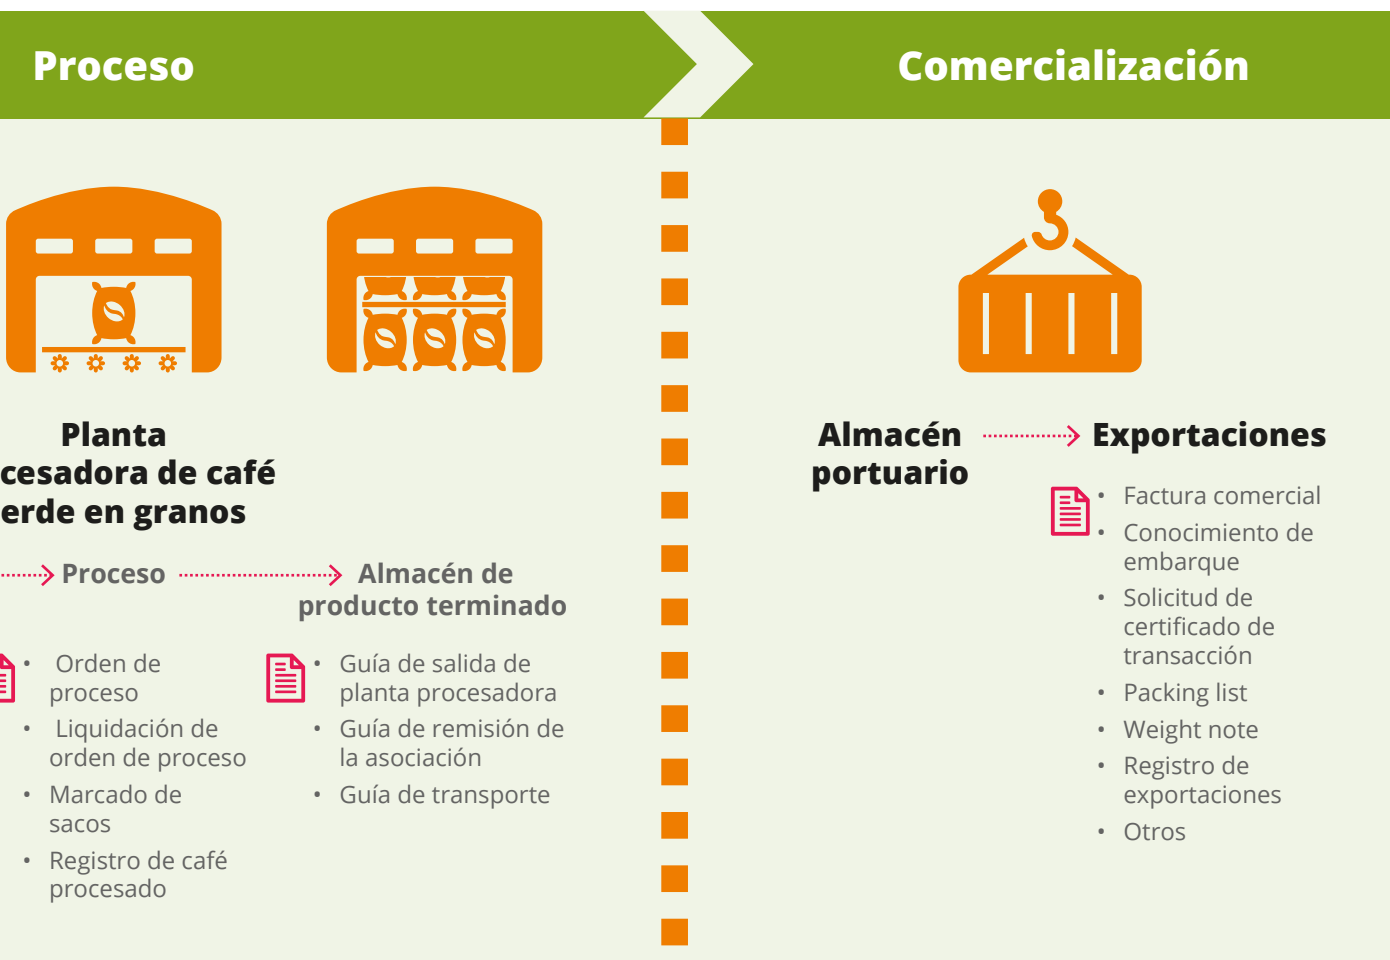 Proceso
Comercialización
Planta
cesadora de café
erde en granos
Proceso
• Orden de
proceso
• Liquidación de
orden de proceso
• Marcado de
sacos
• Registro de café
procesado
Almacén de
producto terminado
• Guía de salida de
planta procesadora
• Guía de remisión de
la asociación
• Guía de transporte
Almacén
portuario
Exportaciones
• Factura comercial
• Conocimiento de
embarque
• Solicitud de
certificado de
transacción
• Packing list
• Weight note
• Registro de
exportaciones
• Otros